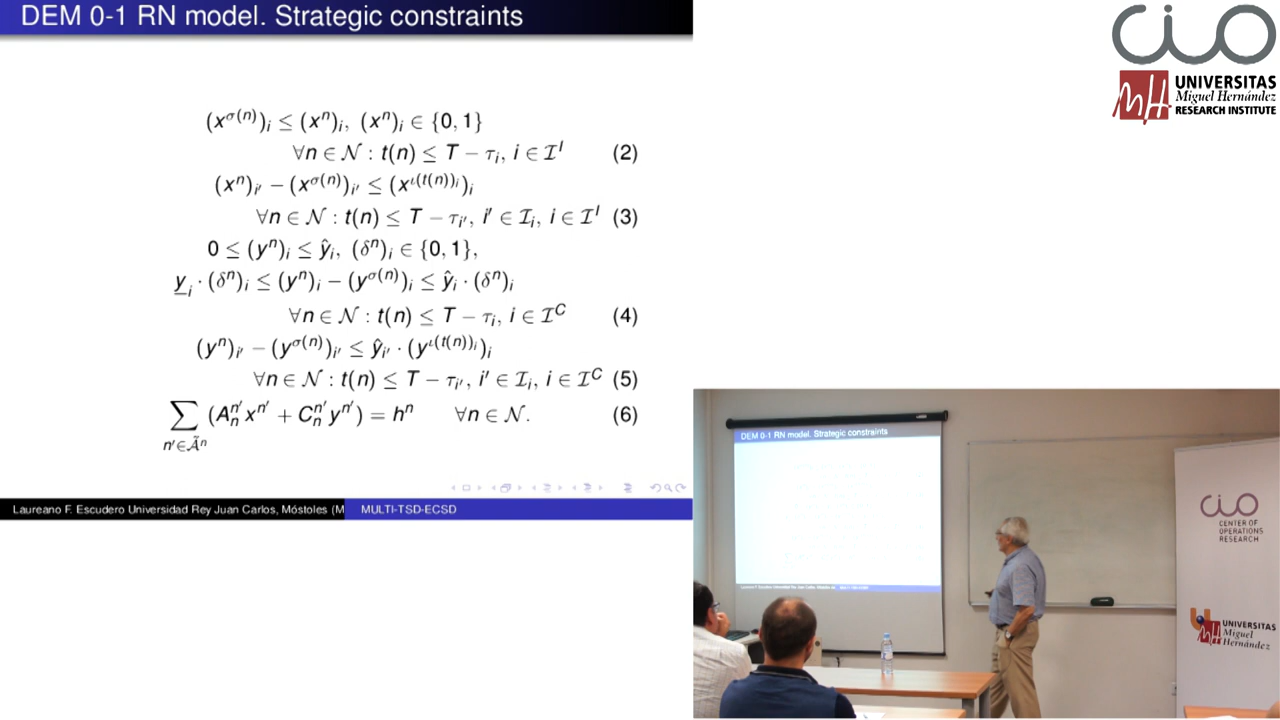 DEM 0-1 RN model. Strategic constraints
(x^{σ(n)})_i ≤ (x^n)_i, (x^n)_i ∈ {0, 1}
∀n ∈ 𝒩 : t(n) ≤ T − τ_i, i ∈ ℐ^I (2)
(x^n)_{i'} − (x^{σ(n)})_{i'} ≤ (x^{ι(t(n))_i})_i
∀n ∈ 𝒩 : t(n) ≤ T − τ_{i'}, i' ∈ ℐ_i, i ∈ ℐ^I (3)
0 ≤ (y^n)_i ≤ ŷ_i, (δ^n)_i ∈ {0, 1},
y̲_i · (δ^n)_i ≤ (y^n)_i − (y^{σ(n)})_i ≤ ŷ_i · (δ^n)_i
∀n ∈ 𝒩 : t(n) ≤ T − τ_i, i ∈ ℐ^C (4)
(y^n)_{i'} − (y^{σ(n)})_{i'} ≤ ŷ_{i'} · (y^{ι(t(n))_i})_i
∀n ∈ 𝒩 : t(n) ≤ T − τ_{i'}, i' ∈ ℐ_i, i ∈ ℐ^C (5)
∑_{n'∈Ã^n} (A_n^{n'} x^{n'} + C_n^{n'} y^{n'}) = h^n ∀n ∈ 𝒩. (6)
Laureano F. Escudero Universidad Rey Juan Carlos, Móstoles (M MULTI-TSD-ECSD
CIO
UNIVERSITAS
Miguel Hernández
RESEARCH INSTITUTE
DEM 0-1 RN model. Strategic constraints
CIO
CENTER OF
OPERATIONS
RESEARCH
UNIVERSITAS
Miguel
Hernández